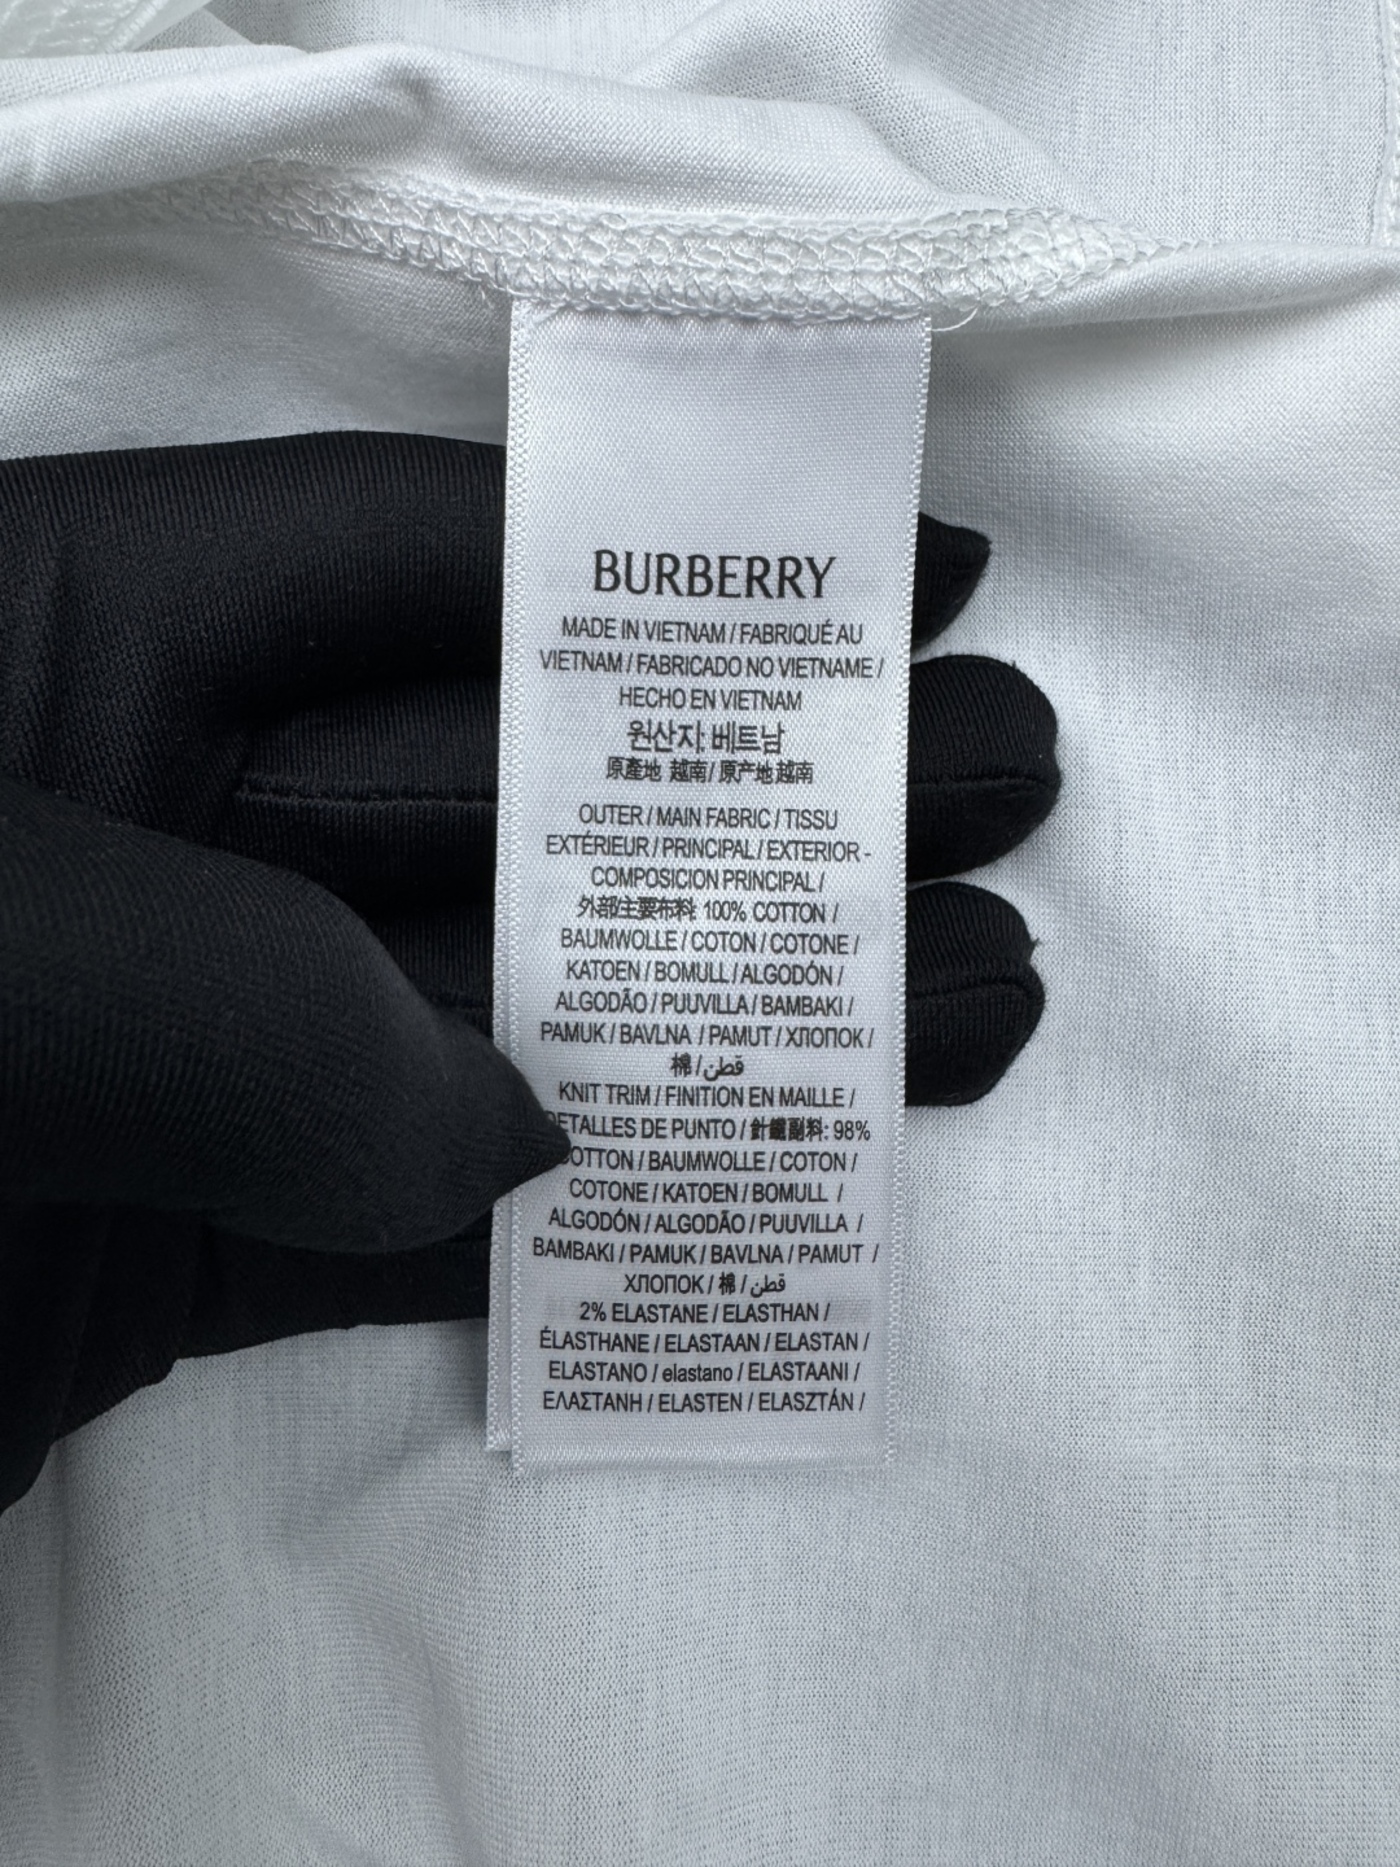 BURBERRY
MADE IN VIETNAM / FABRIQUÉ AU
VIETNAM / FABRICADO NO VIETNAME /
HECHO EN VIETNAM
원산지: 베트남
原產地 越南/ 原产地 越南
OUTER / MAIN FABRIC / TISSU
EXTÉRIEUR / PRINCIPAL / EXTERIOR -
COMPOSICION PRINCIPAL /
外部/主要布料: 100% COTTON /
BAUMWOLLE / COTON / COTONE /
KATOEN / BOMULL / ALGODÓN /
ALGODÃO / PUUVILLA / BAMBAKI /
PAMUK / BAVLNA / PAMUT / ХЛОПОК /
棉 / قطن
KNIT TRIM / FINITION EN MAILLE /
DETALLES DE PUNTO / 針織副料: 98%
COTTON / BAUMWOLLE / COTON /
COTONE / KATOEN / BOMULL /
ALGODÓN / ALGODÃO / PUUVILLA /
BAMBAKI / PAMUK / BAVLNA / PAMUT /
ХЛОПОК / 棉 / قطن
2% ELASTANE / ELASTHAN /
ÉLASTHANE / ELASTAAN / ELASTAN /
ELASTANO / elastano / ELASTAANI /
ΕΛΑΣΤΑΝΗ / ELASTEN / ELASZTÁN /